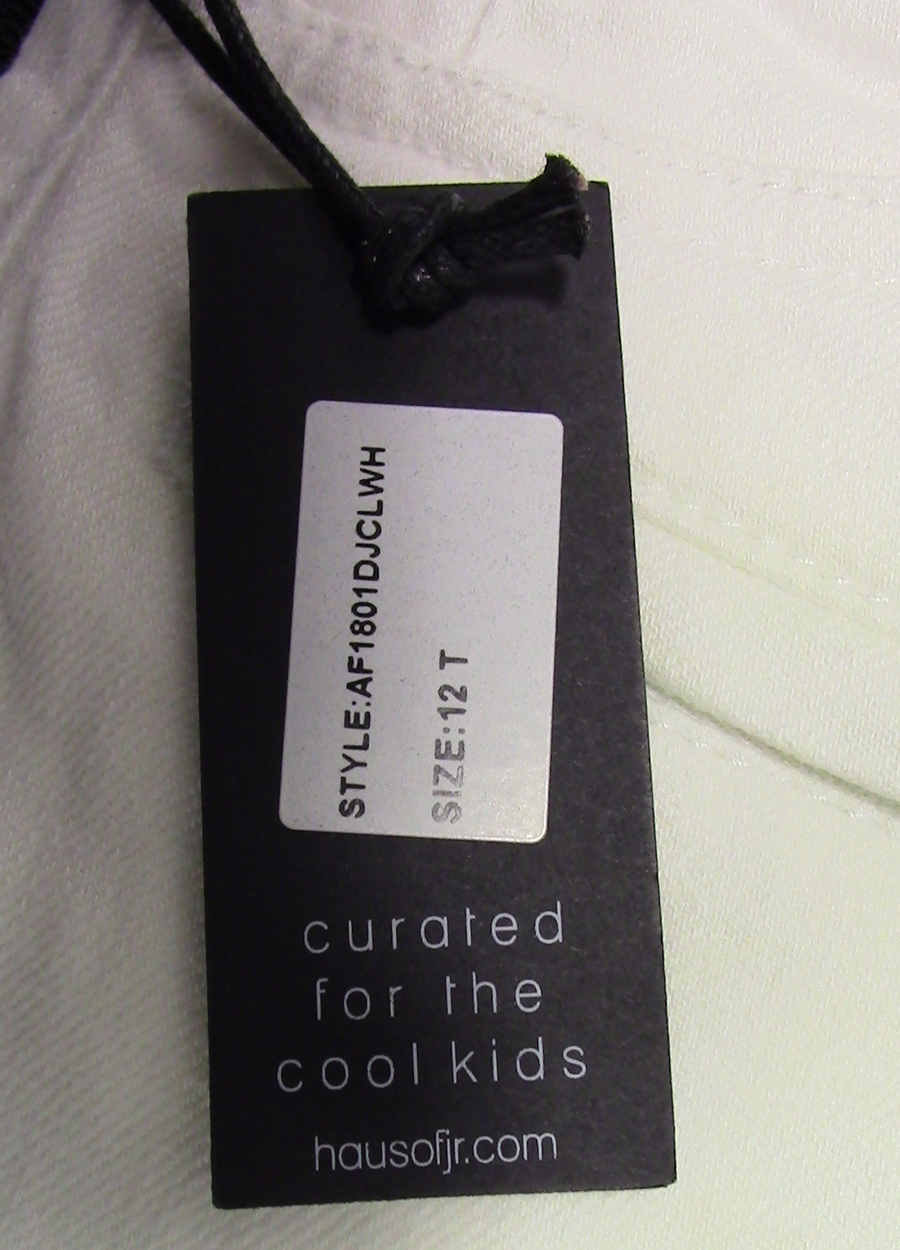 STYLE:AF1801DJCLWH
SIZE:12 T
curated
for the
cool kids
hausofjr.com